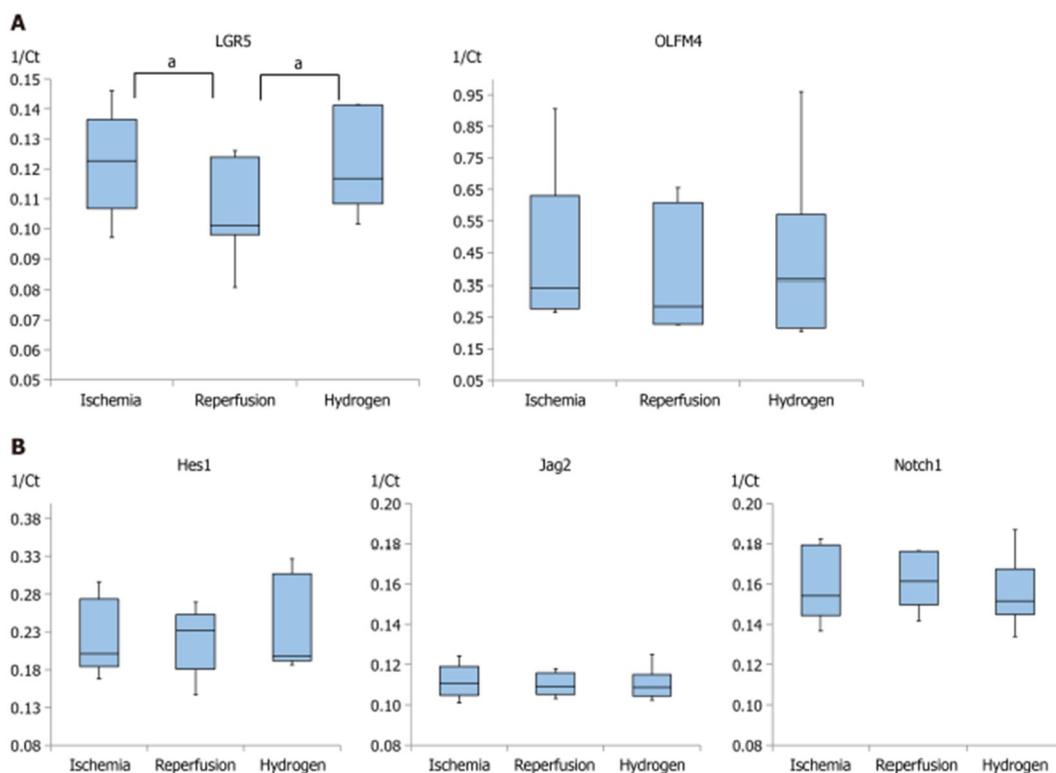 A
LGR5
OLFM4
1/Ct
1/Ct
a
a
0.15
0.14
0.13
0.12
0.11
0.10
0.09
0.08
0.07
0.06
0.05
0.95
0.85
0.75
0.65
0.55
0.45
0.35
0.25
0.15
0.05
Ischemia Reperfusion Hydrogen
Ischemia Reperfusion Hydrogen
B
Hes1
Jag2
Notch1
1/Ct
1/Ct
1/Ct
0.38
0.33
0.28
0.23
0.18
0.13
0.08
0.20
0.18
0.16
0.14
0.12
0.10
0.08
0.20
0.18
0.16
0.14
0.12
0.10
0.08
Ischemia Reperfusion Hydrogen
Ischemia Reperfusion Hydrogen
Ischemia Reperfusion Hydrogen